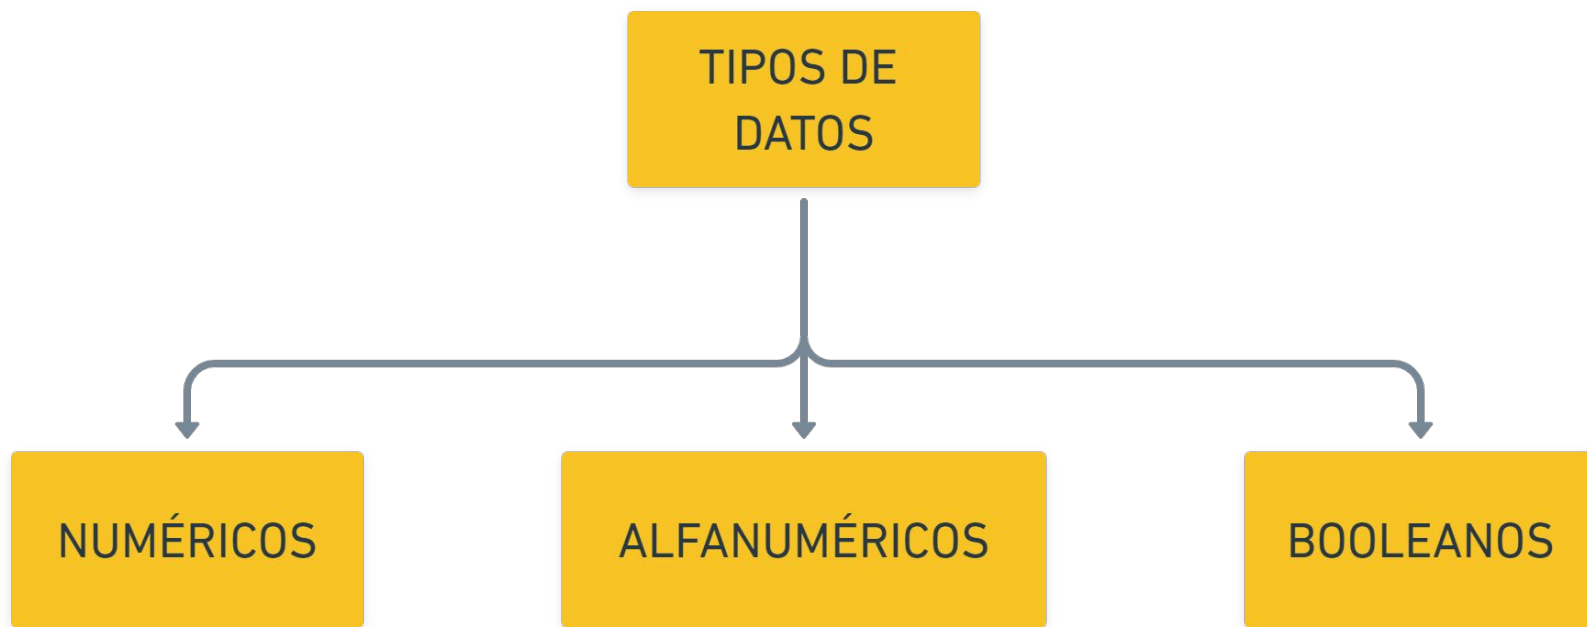 TIPOS DE
DATOS
NUMÉRICOS
ALFANUMÉRICOS
BOOLEANOS